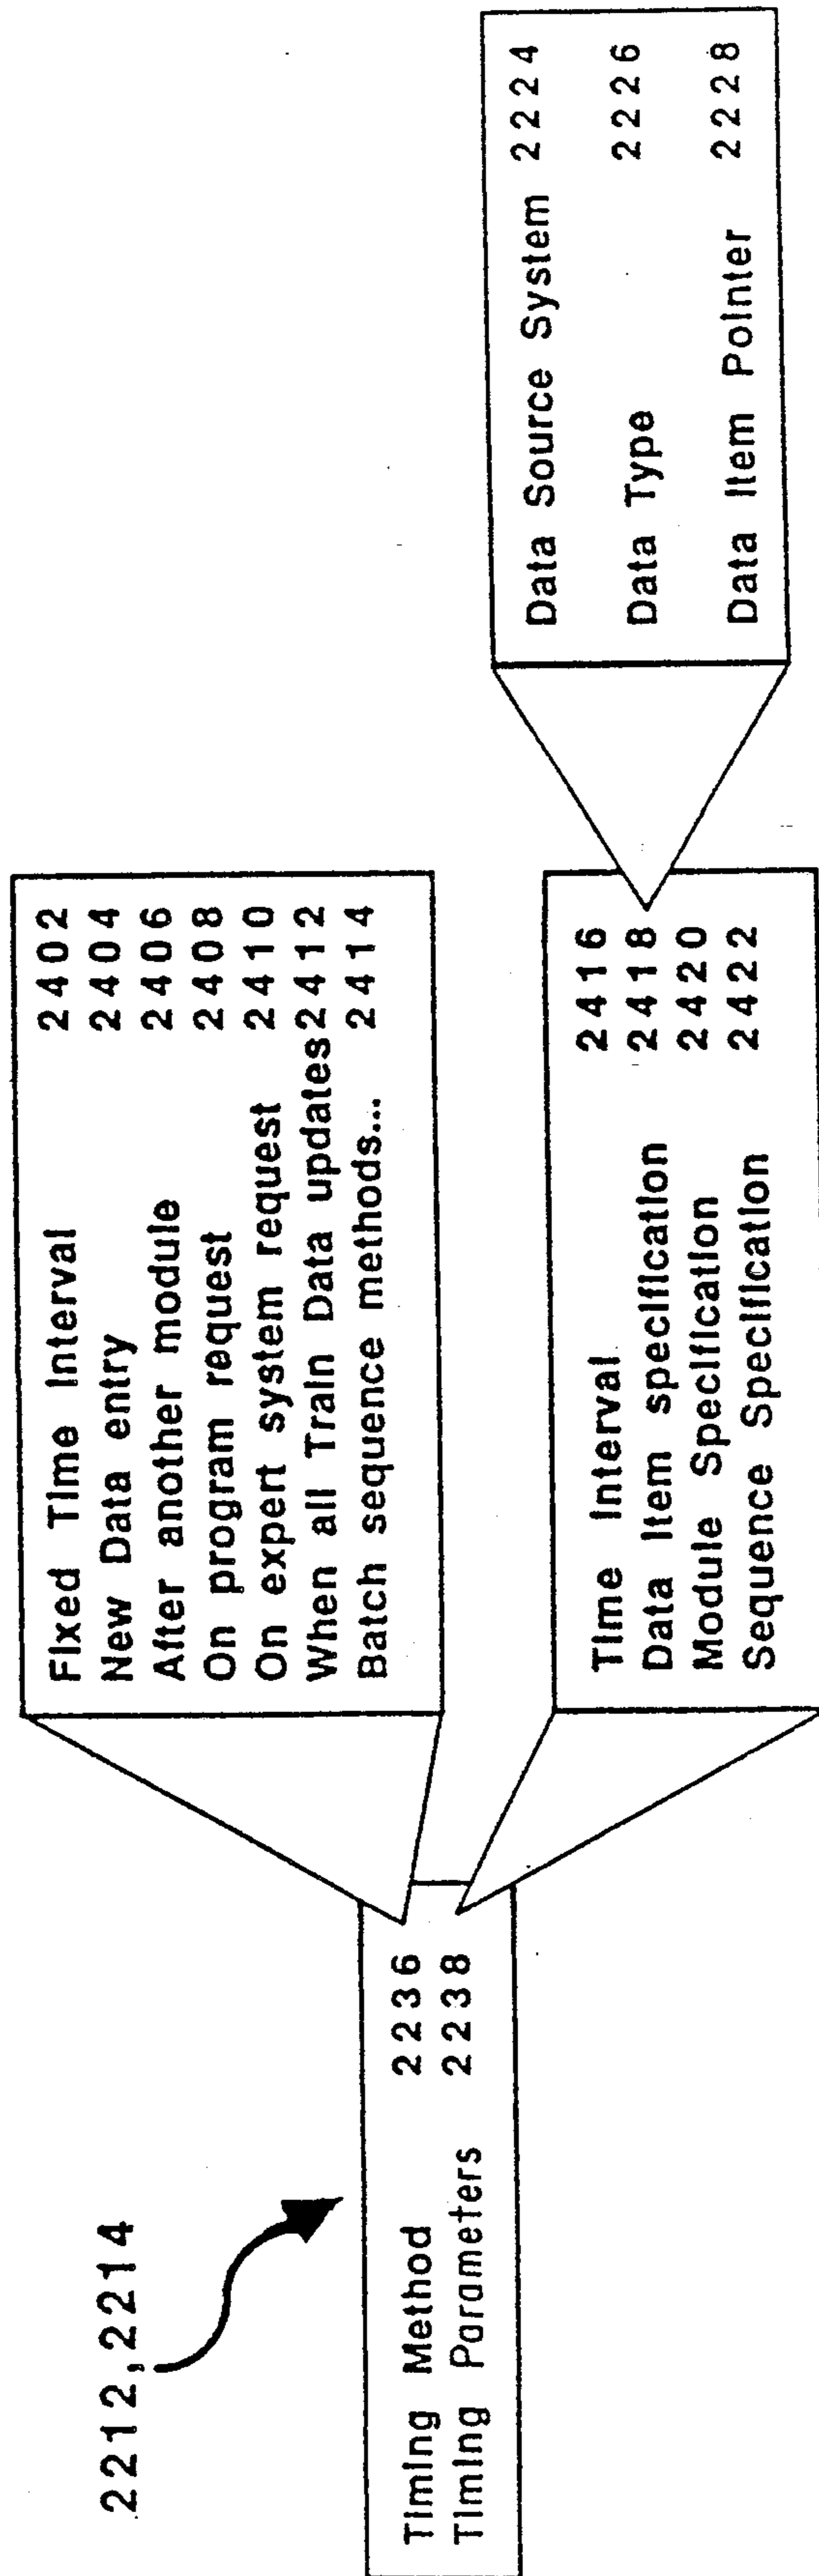 2212,2214
Timing Method 2236
Timing Parameters 2238
Fixed Time Interval 2402
New Data entry 2404
After another module 2406
On program request 2408
On expert system request 2410
When all Train Data updates 2412
Batch sequence methods... 2414
Time Interval 2416
Data Item specification 2418
Module Specification 2420
Sequence Specification 2422
Data Source System 2224
Data Type 2226
Data Item Pointer 2228